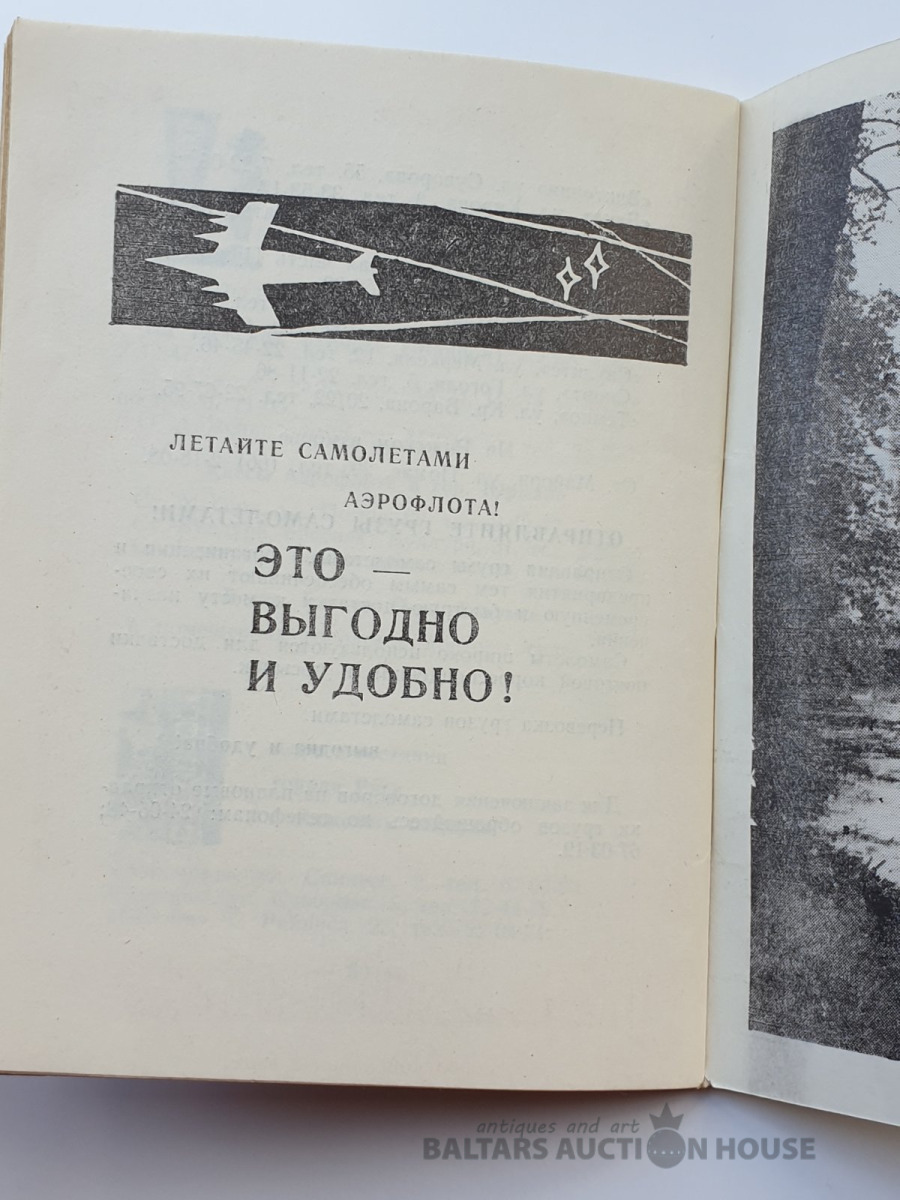 ЛЕТАЙТЕ САМОЛЕТАМИ
АЭРОФЛОТА!
ЭТО —
ВЫГОДНО
И УДОБНО!
antiques and art
BALTARS AUCTION HOUSE